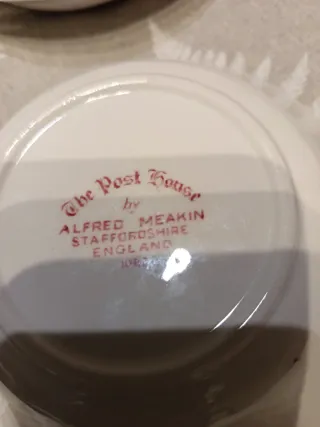 The Post House
by
ALFRED MEAKIN
STAFFORDSHIRE
ENGLAND